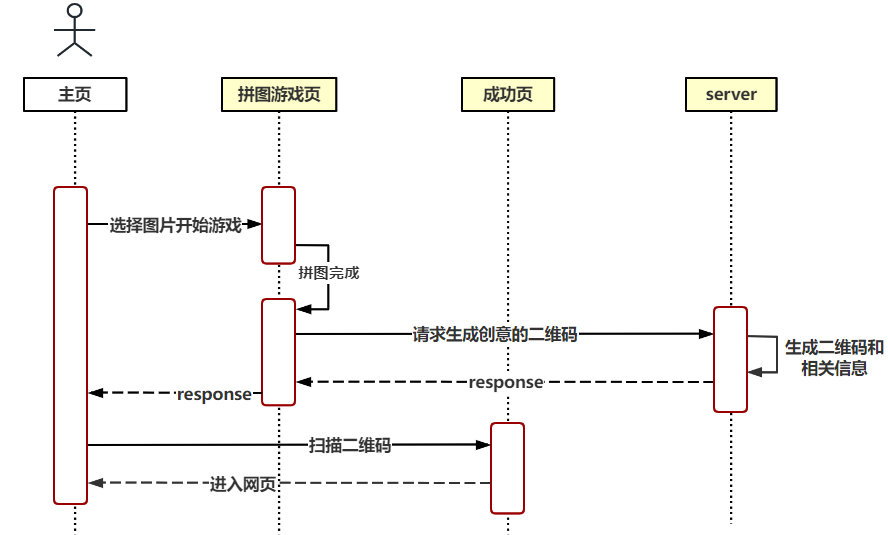 主页
拼图游戏页
成功页
server
选择图片开始游戏
拼图完成
请求生成创意的二维码
生成二维码和
相关信息
response
response
扫描二维码
进入网页